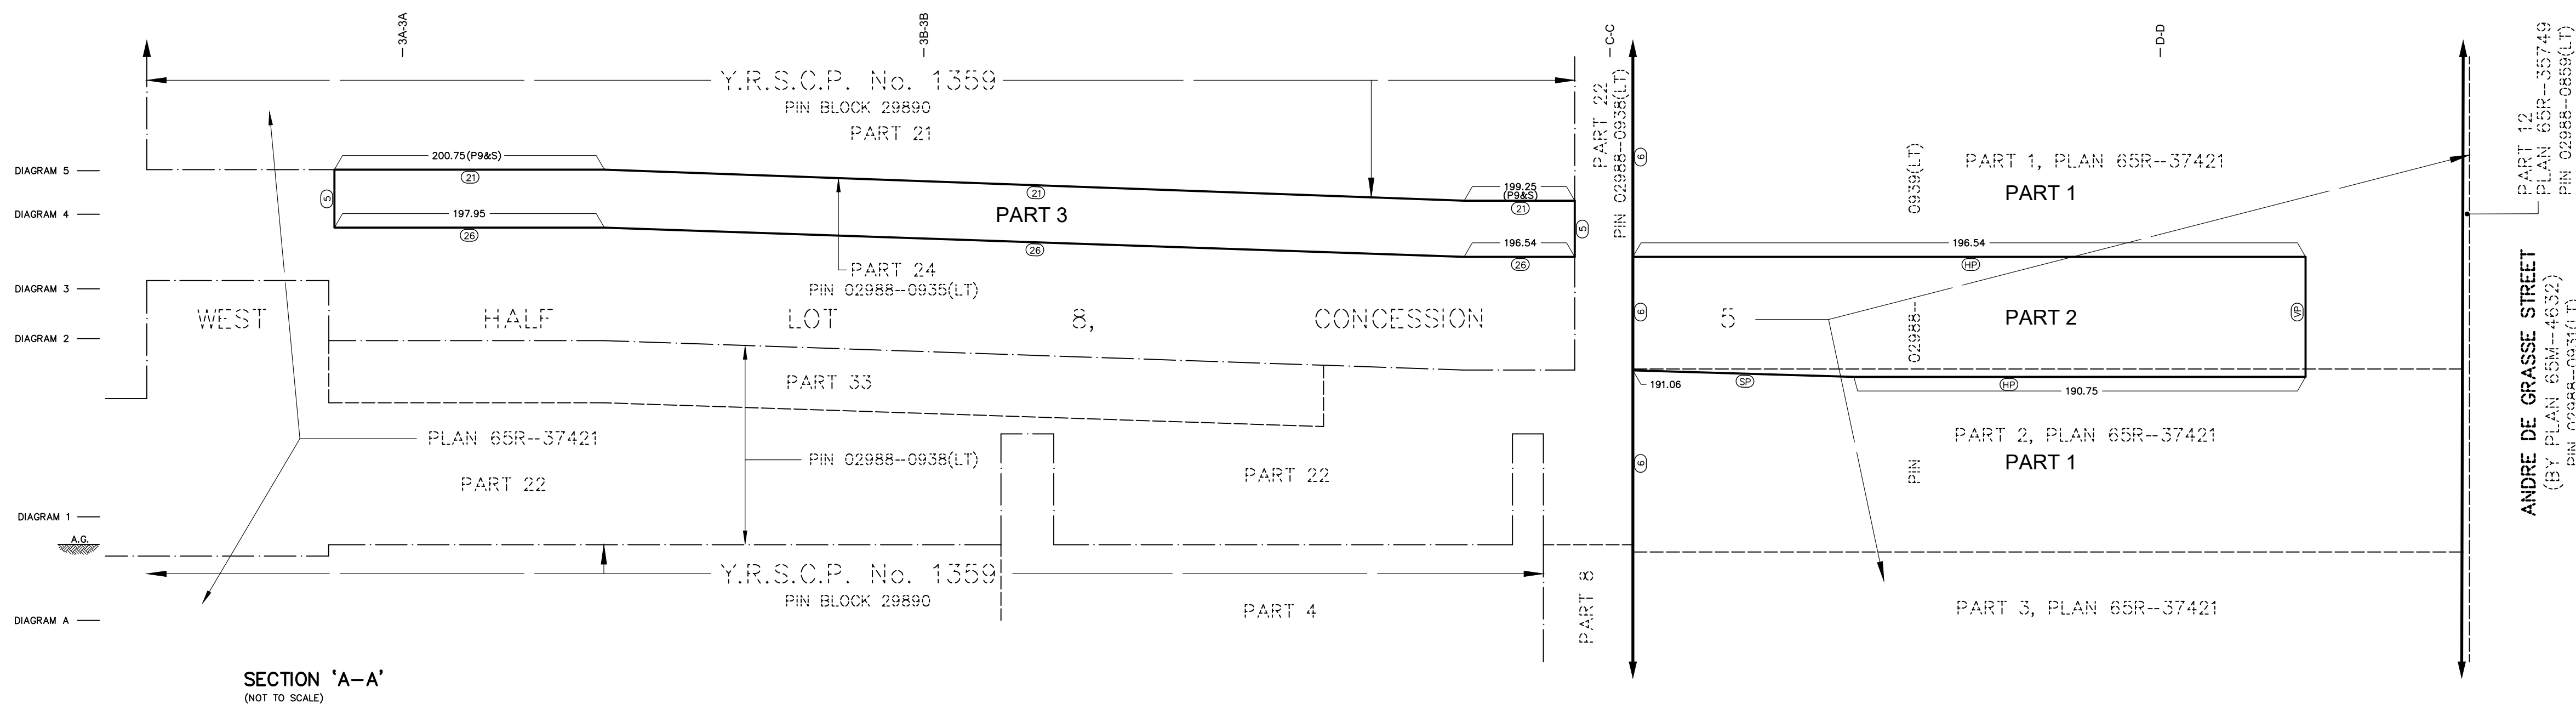 3A-3A
3B-3B
C-C
D-D
Y.R.S.C.P. No. 1359
PIN BLOCK 29890
PART 21
PART 22
PIN 02988--0938(LT)
PART 12
PLAN 65R--35749
PIN 02988--0859(LT)
DIAGRAM 5
DIAGRAM 4
DIAGRAM 3
DIAGRAM 2
DIAGRAM 1
A.G.
DIAGRAM A
200.75(P9&S)
21
5
197.95
26
21
PART 3
26
199.25
(P9&S)
21
5
196.54
26
PART 24
PIN 02988--0935(LT)
WEST HALF LOT 8, CONCESSION 5
PART 33
PLAN 65R--37421
PIN 02988--0938(LT)
PART 22
PART 22
Y.R.S.C.P. No. 1359
PIN BLOCK 29890
PART 4
PART 8
6
PART 1, PLAN 65R--37421
PART 1
196.54
HP
6
PART 2
VP
191.06
SP
HP
190.75
PART 2, PLAN 65R--37421
PART 1
6
PIN 02988- 0939(LT)
PART 3, PLAN 65R--37421
ANDRE DE GRASSE STREET
(BY PLAN 65M--4632)
PIN 02988--0931(LT)
SECTION 'A–A'
(NOT TO SCALE)